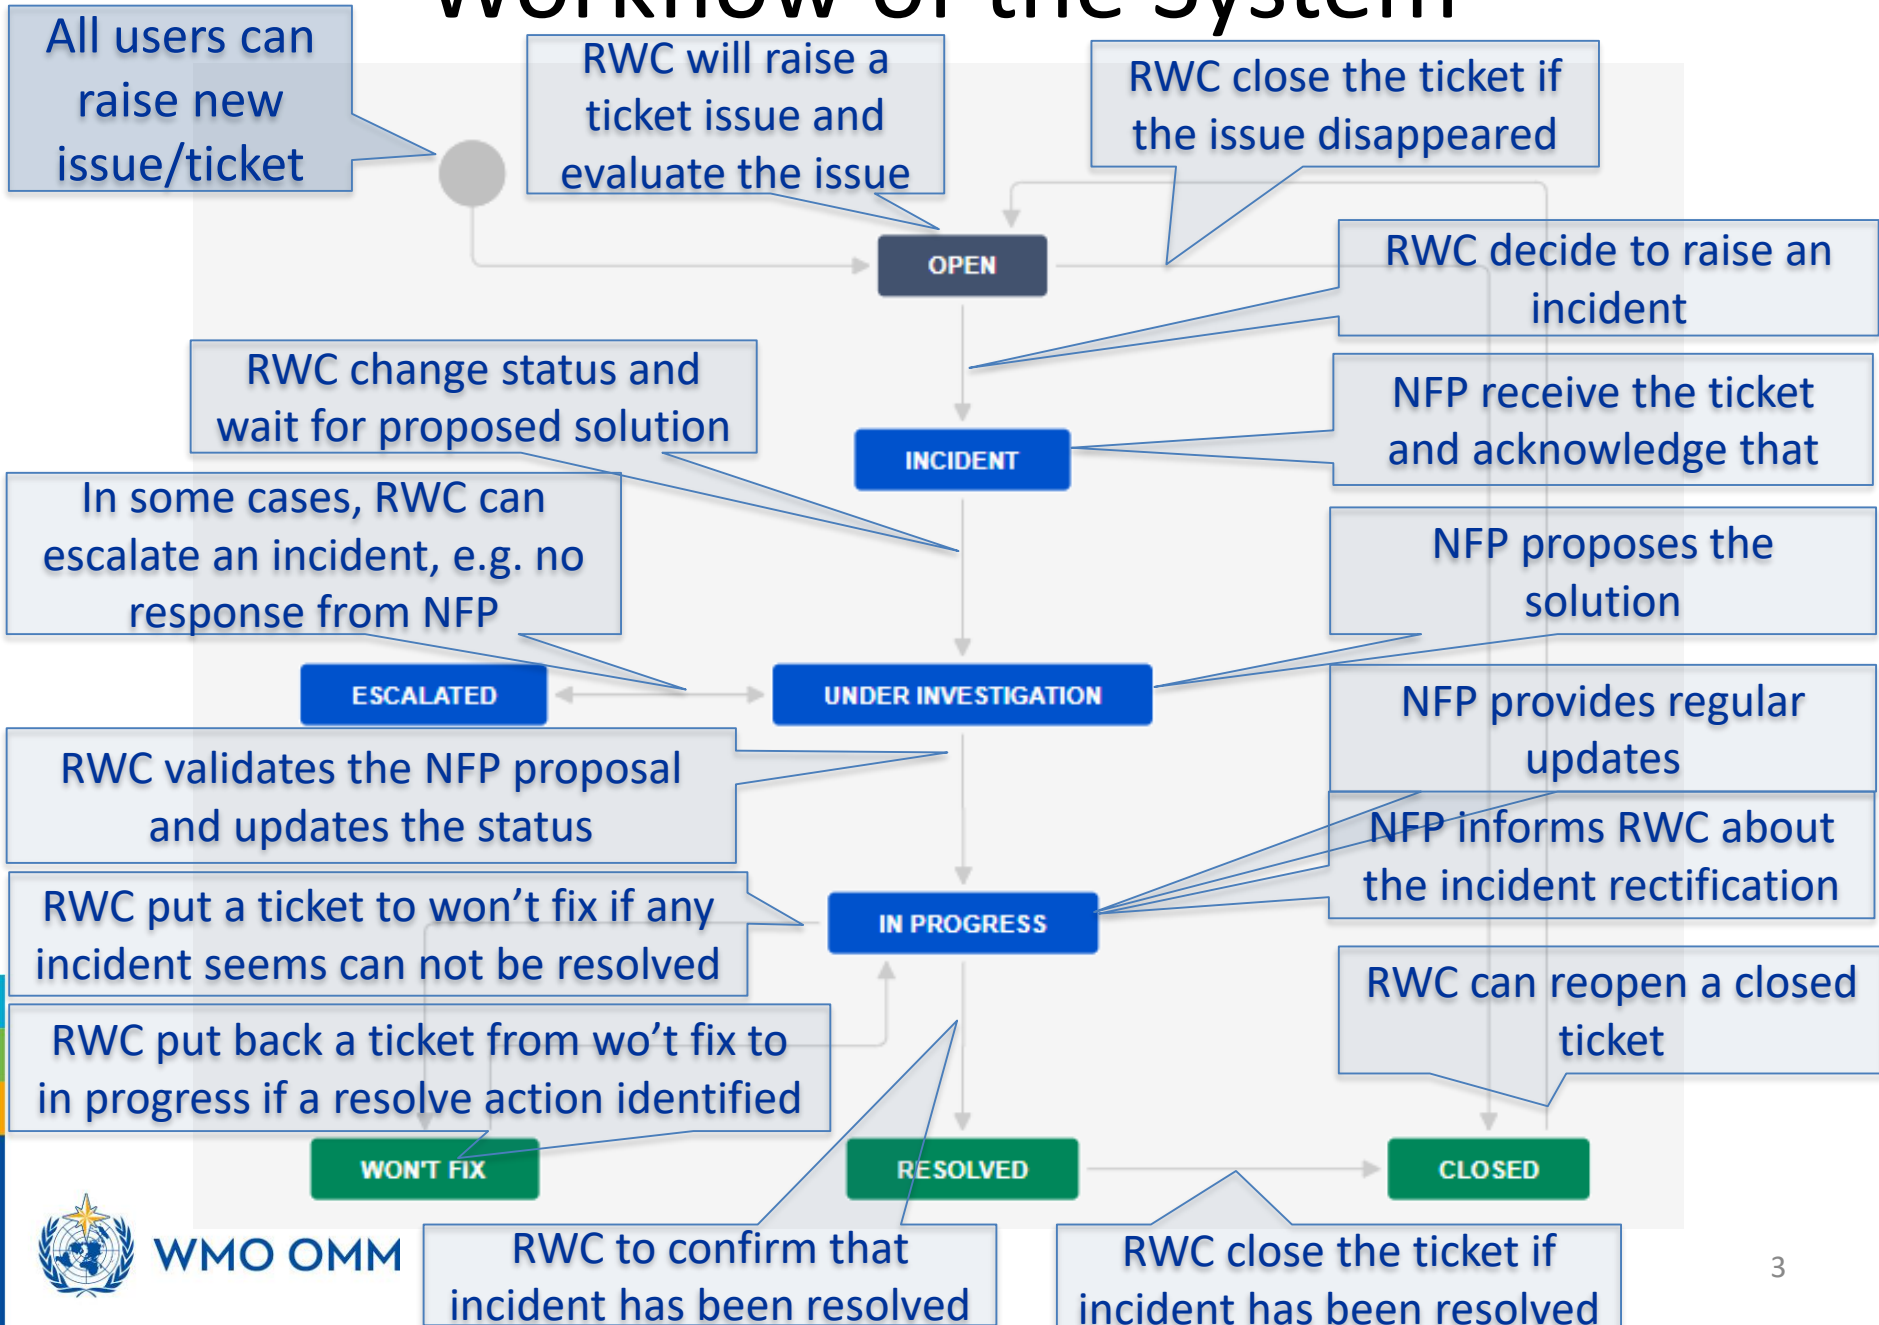 Workflow of the System
All users can
raise new
issue/ticket
RWC will raise a
ticket issue and
evaluate the issue
RWC close the ticket if
the issue disappeared
OPEN
RWC decide to raise an
incident
RWC change status and
wait for proposed solution
NFP receive the ticket
and acknowledge that
INCIDENT
In some cases, RWC can
escalate an incident, e.g. no
response from NFP
NFP proposes the
solution
ESCALATED
UNDER INVESTIGATION
NFP provides regular
updates
RWC validates the NFP proposal
and updates the status
NFP informs RWC about
the incident rectification
RWC put a ticket to won’t fix if any
incident seems can not be resolved
IN PROGRESS
RWC can reopen a closed
ticket
RWC put back a ticket from wo’t fix to
in progress if a resolve action identified
WON'T FIX
RESOLVED
CLOSED
WMO OMM
RWC to confirm that
incident has been resolved
RWC close the ticket if
incident has been resolved
3